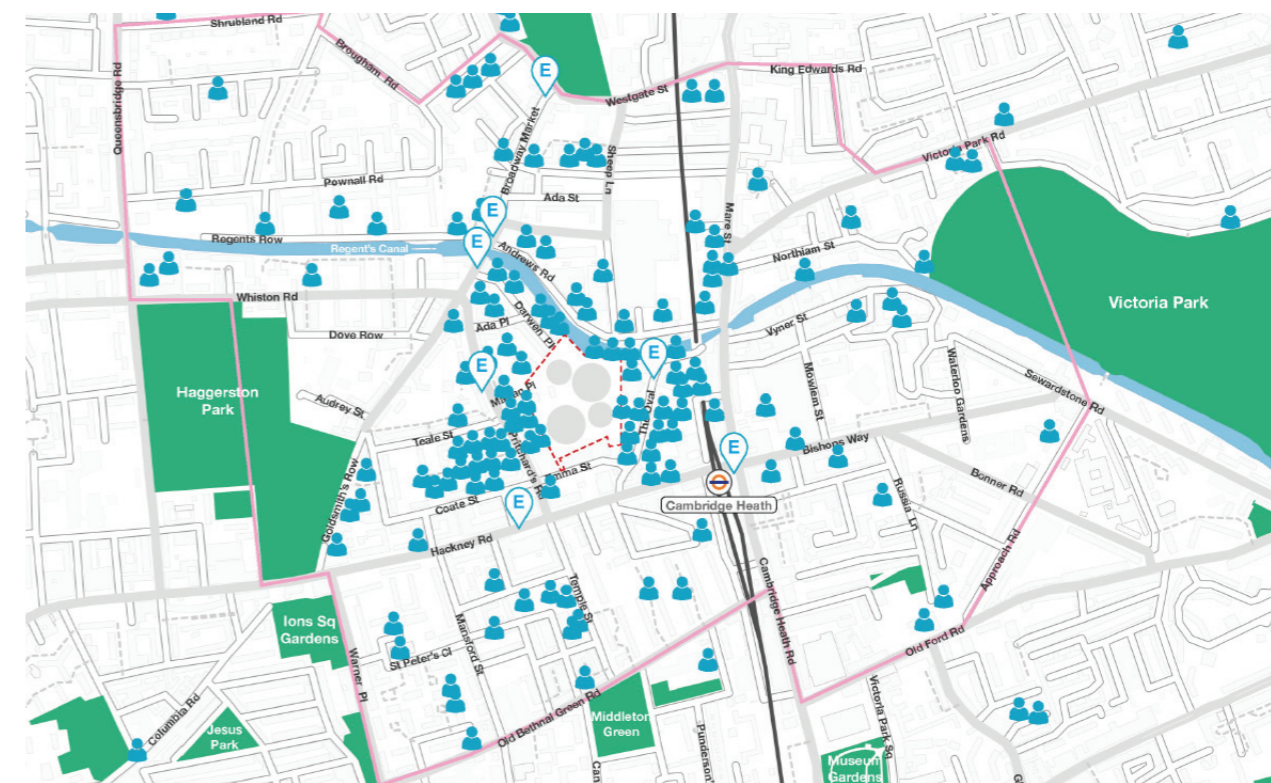 Shrubland Rd
Brougham Rd
Queensbridge Rd
E
King Edwards Rd
Westgate St
Broadway Market
Sheep Ln
Victoria Park Rd
Pownall Rd
Ada St
E
Mare St
Regents Row
Regent's Canal
E
Andrews Rd
Northiam St
Whiston Rd
Victoria Park
Darwen Pl
Ada Pl
Vyner St
Dove Row
E
E
Mowlem St
Waterloo Gardens
Sewardstone Rd
Haggerston
Park
Audrey St
Teale St
The Oval
Pritchard's Rd
Bishops Way
E
Emma St
Goldsmith's Row
Coate St
E
Cambridge Heath
Bonner Rd
Russia Ln
Hackney Rd
Approach Rd
Temple St
Mansford St
Ions Sq
Gardens
Cambridge Heath Rd
St Peter's Cl
Warner Pl
Old Ford Rd
Old Bethnal Green Rd
Columbia Rd
Jesus
Park
Middleton
Green
Victoria Park Sq
Punderson
Can
Museum
Gardens